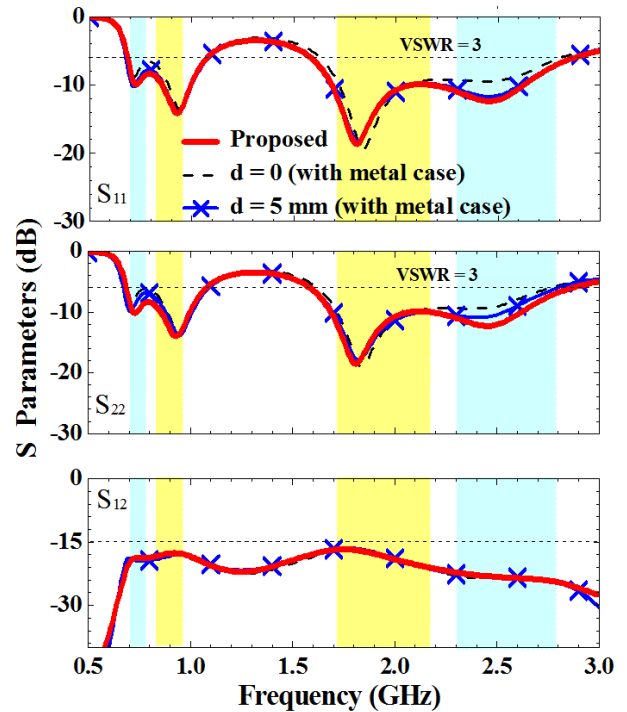 0
VSWR = 3
-10
Proposed
-20
d = 0 (with metal case)
S11
d = 5 mm (with metal case)
-30
S Parameters (dB)
0
VSWR = 3
-10
-20
S22
-30
0
S12
-15
-30
0.5 1.0 1.5 2.0 2.5 3.0
Frequency (GHz)